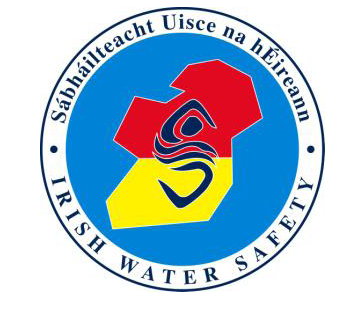 Sábháilteacht Uisce na hÉireann
IRISH WATER SAFETY